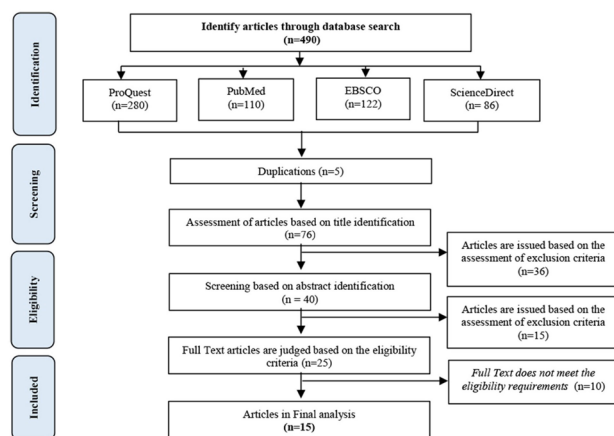 Identify articles through database search
(n=490)
Identification
ProQuest
(n=280)
PubMed
(n=110)
EBSCO
(n=122)
ScienceDirect
(n= 86)
Screening
Duplications (n=5)
Assessment of articles based on title identification
(n=76)
Articles are issued based on the
assessment of exclusion criteria
(n=36)
Eligibility
Screening based on abstract identification
(n = 40)
Articles are issued based on the
assessment of exclusion criteria
(n=15)
Full Text articles are judged based on the eligibility
criteria (n=25)
Included
Full Text does not meet the
eligibility requirements (n=10)
Articles in Final analysis
(n=15)